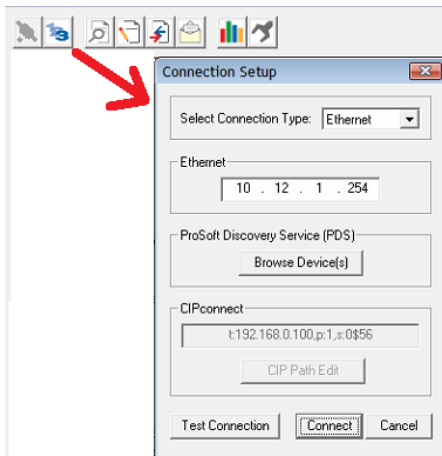 Connection Setup
Select Connection Type: Ethernet
Ethernet
10 . 12 . 1 . 254
ProSoft Discovery Service (PDS)
Browse Device(s)
CIPconnect
t:192.168.0.100,p:1,s:0$56
CIP Path Edit
Test Connection Connect Cancel